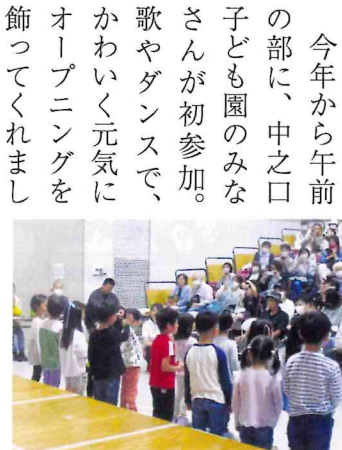 今年から午前
の部に、中之口
子ども園のみな
さんが初参加。
歌やダンスで、
かわいく元気に
オープニングを
飾ってくれまし